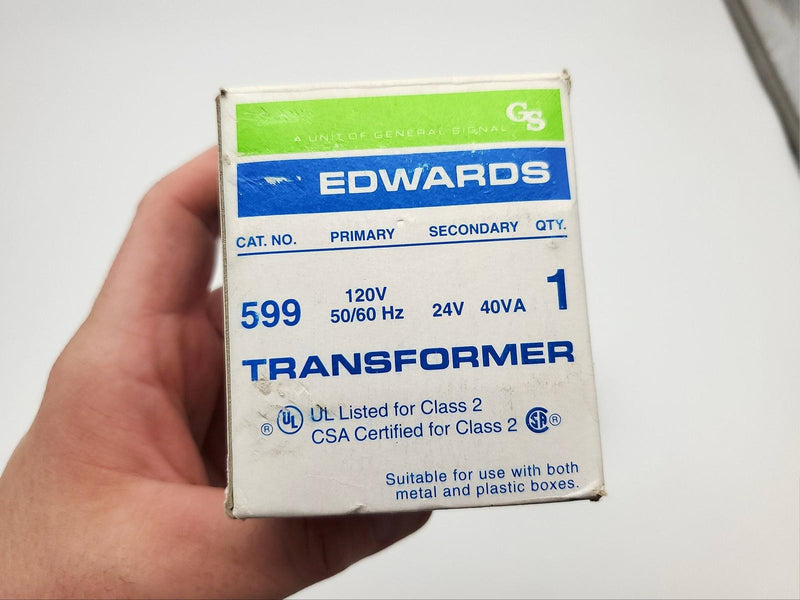 GS
A UNIT OF GENERAL SIGNAL
EDWARDS
CAT. NO. PRIMARY SECONDARY QTY.
599 120V 50/60 Hz 24V 40VA 1
TRANSFORMER
® UL UL Listed for Class 2
CSA Certified for Class 2 SA ®
Suitable for use with both
metal and plastic boxes.